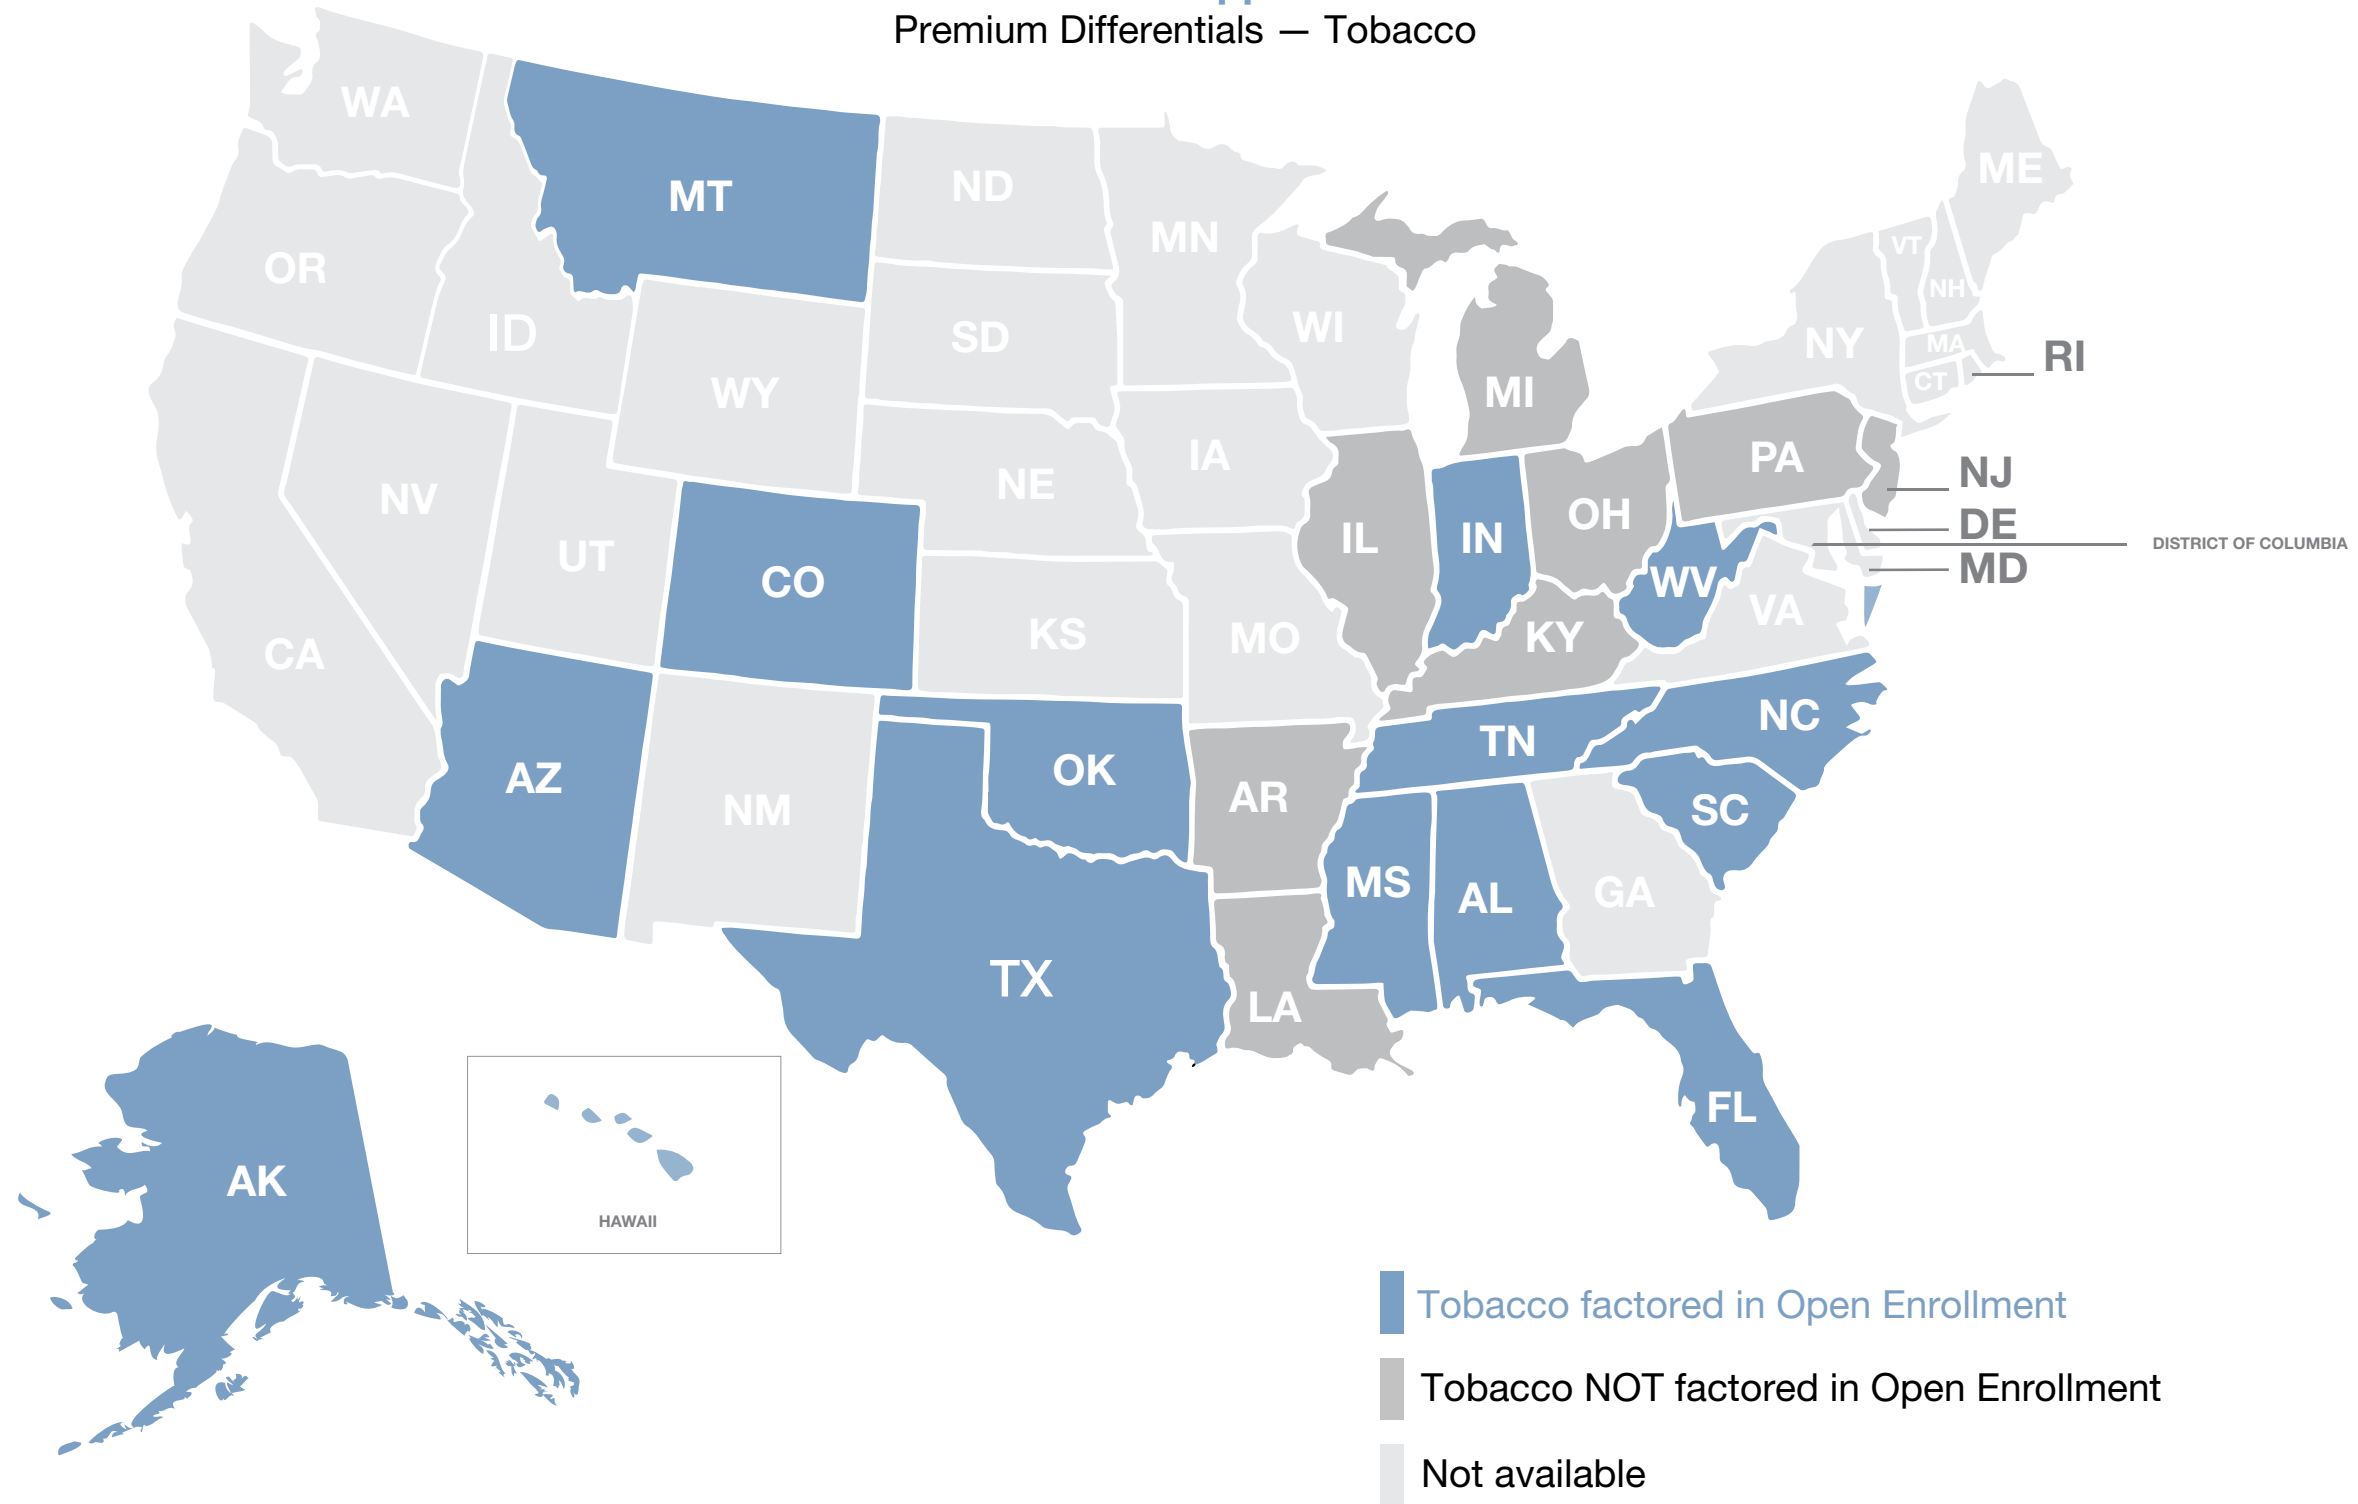 Premium Differentials — Tobacco
WA
MT
ND
MN
ME
OR
ID
SD
WI
VT
NH
NY
MA
RI
WY
MI
CT
NV
NE
IA
PA
NJ
UT
CO
IL
IN
OH
DE
DISTRICT OF COLUMBIA
MD
CA
KS
MO
WV
VA
KY
AZ
NM
OK
AR
TN
NC
SC
TX
MS
AL
GA
LA
FL
AK
HAWAII
Tobacco factored in Open Enrollment
Tobacco NOT factored in Open Enrollment
Not available